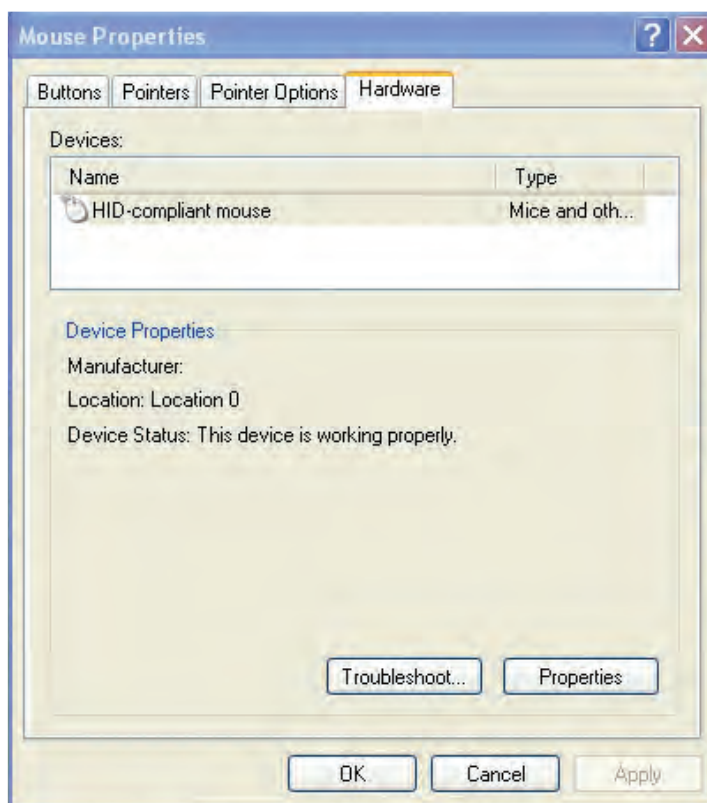 Mouse Properties ?
Buttons Pointers Pointer Options Hardware
Devices:
Name Type
HID-compliant mouse Mice and oth...
Device Properties
Manufacturer:
Location: Location 0
Device Status: This device is working properly.
Troubleshoot... Properties
OK Cancel Apply